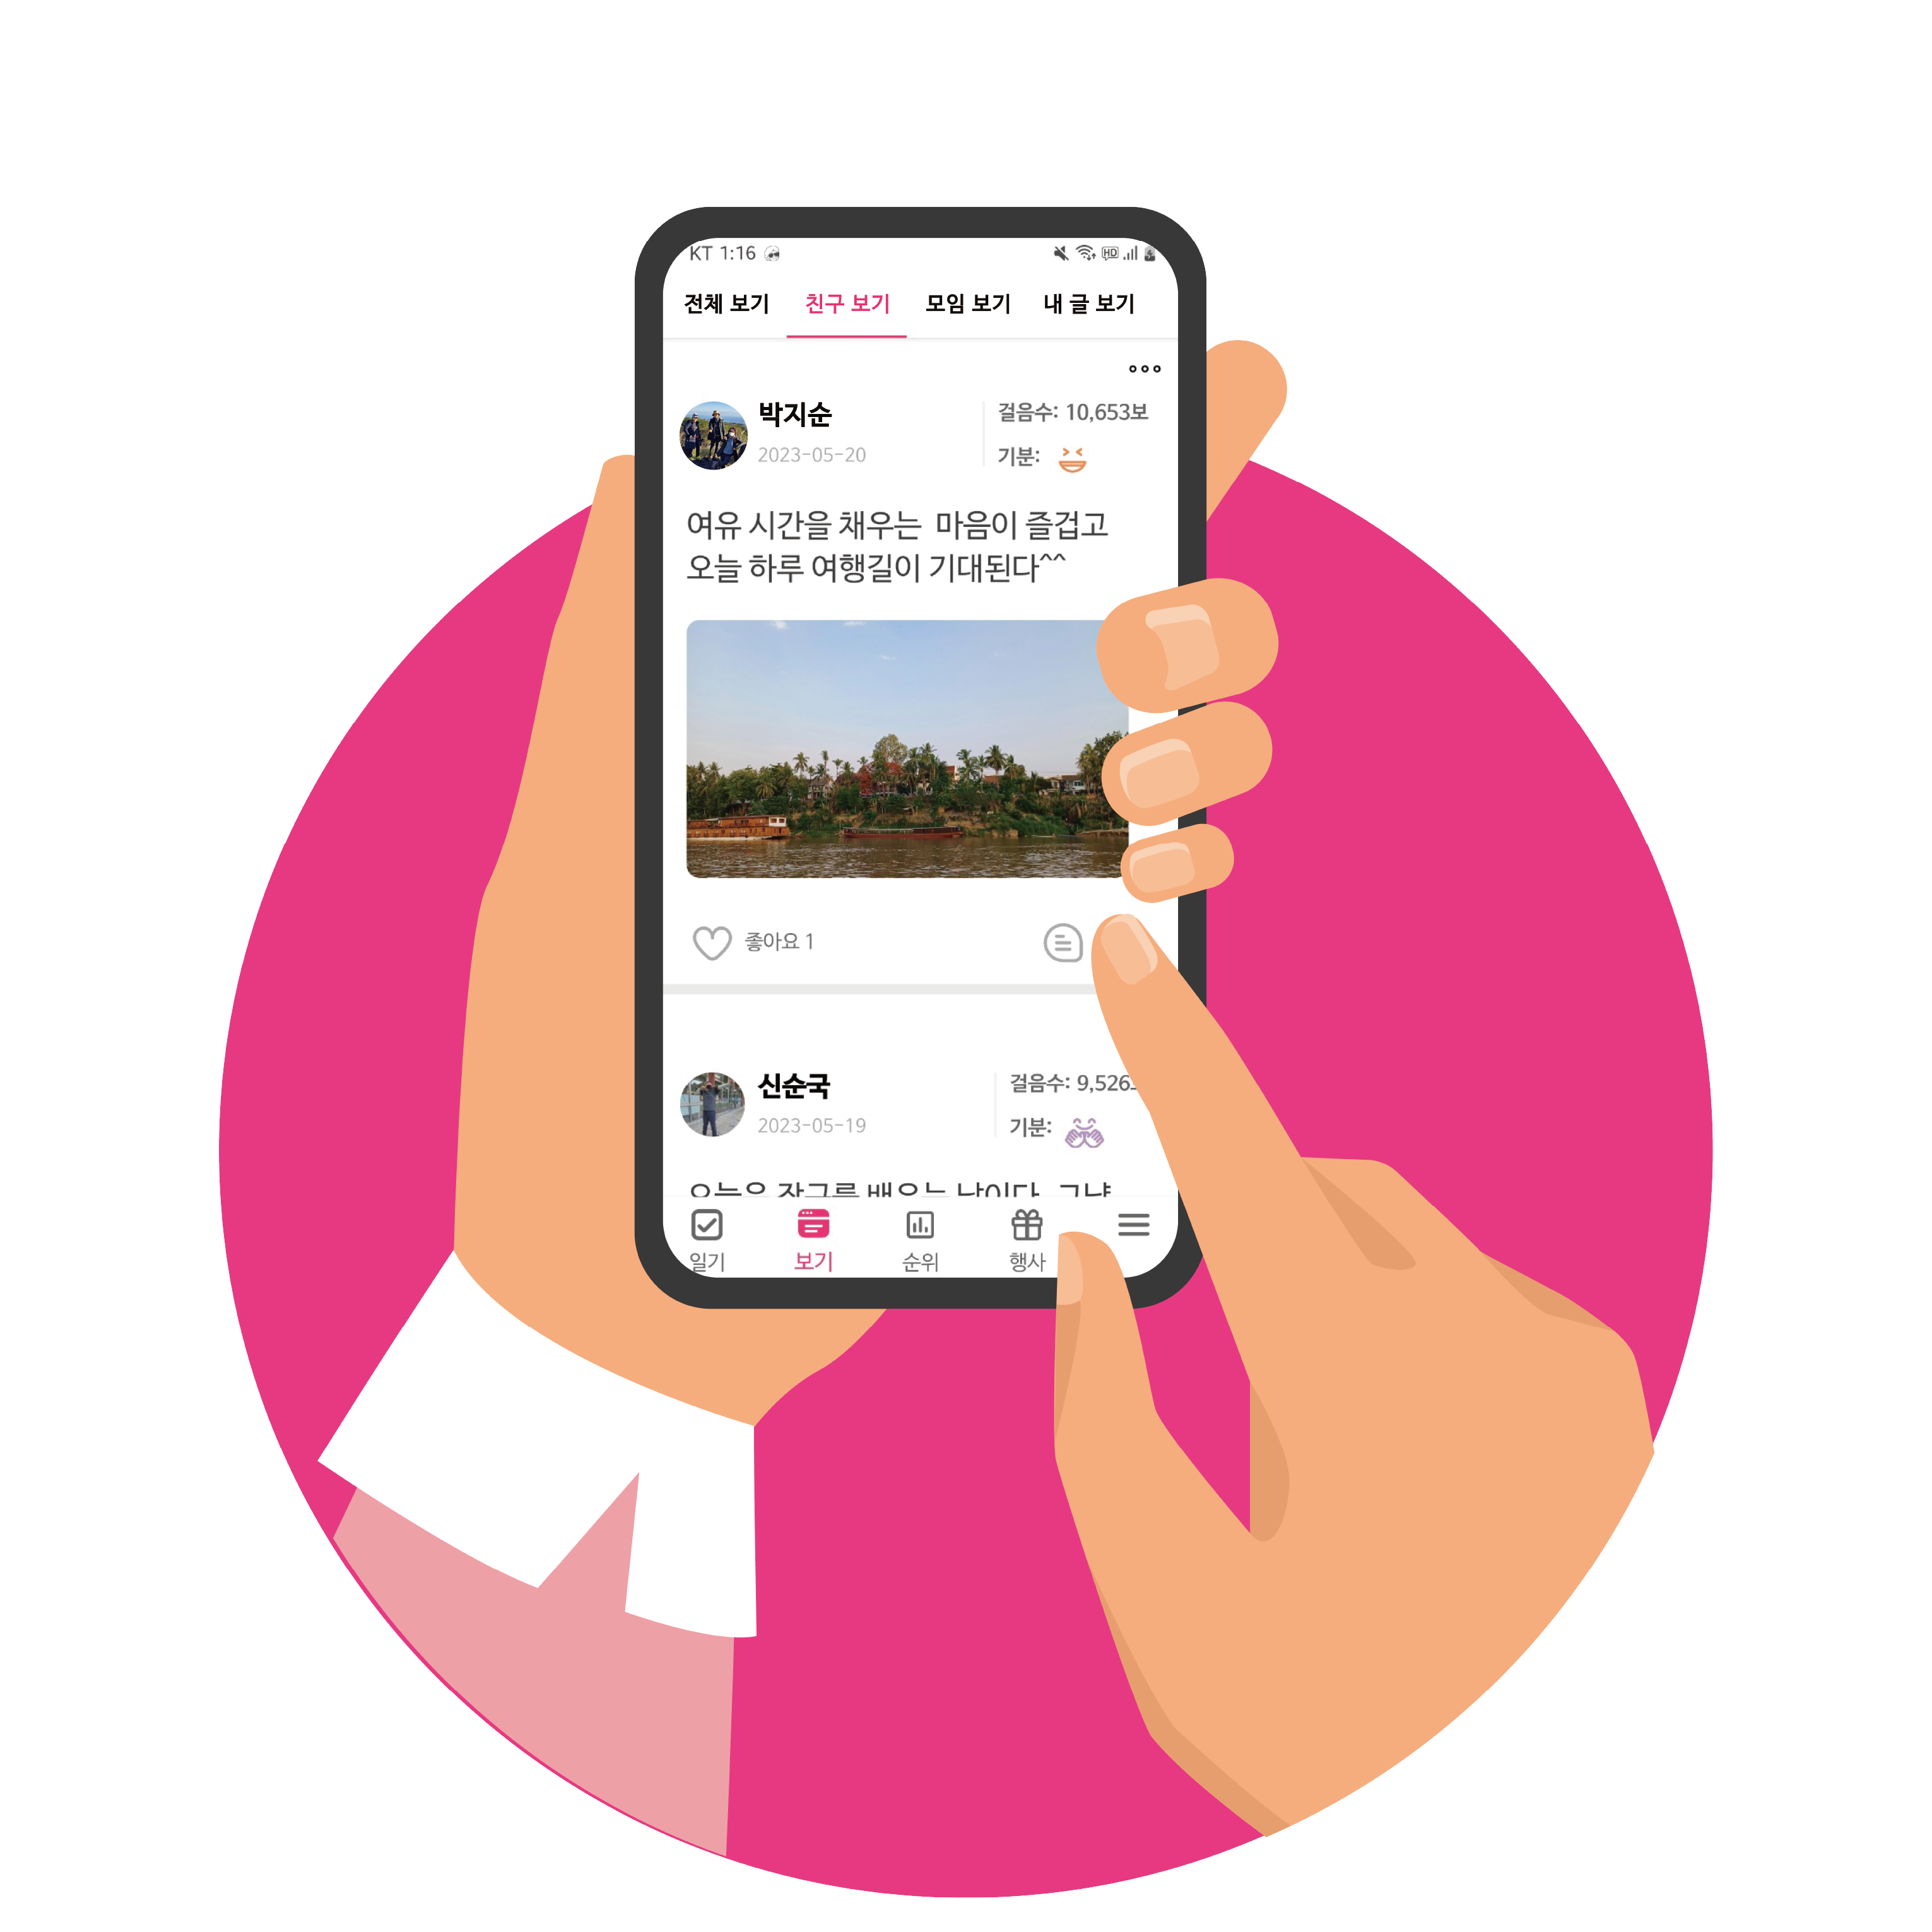 KT 1:16
HD
전체 보기 친구 보기 모임 보기 내 글 보기
박지순
2023-05-20
걸음수: 10,653보
기분:
여유 시간을 채우는 마음이 즐겁고
오늘 하루 여행길이 기대된다^^
좋아요 1
신순국
2023-05-19
걸음수: 9,526
기분:
일기 보기 순위 행사